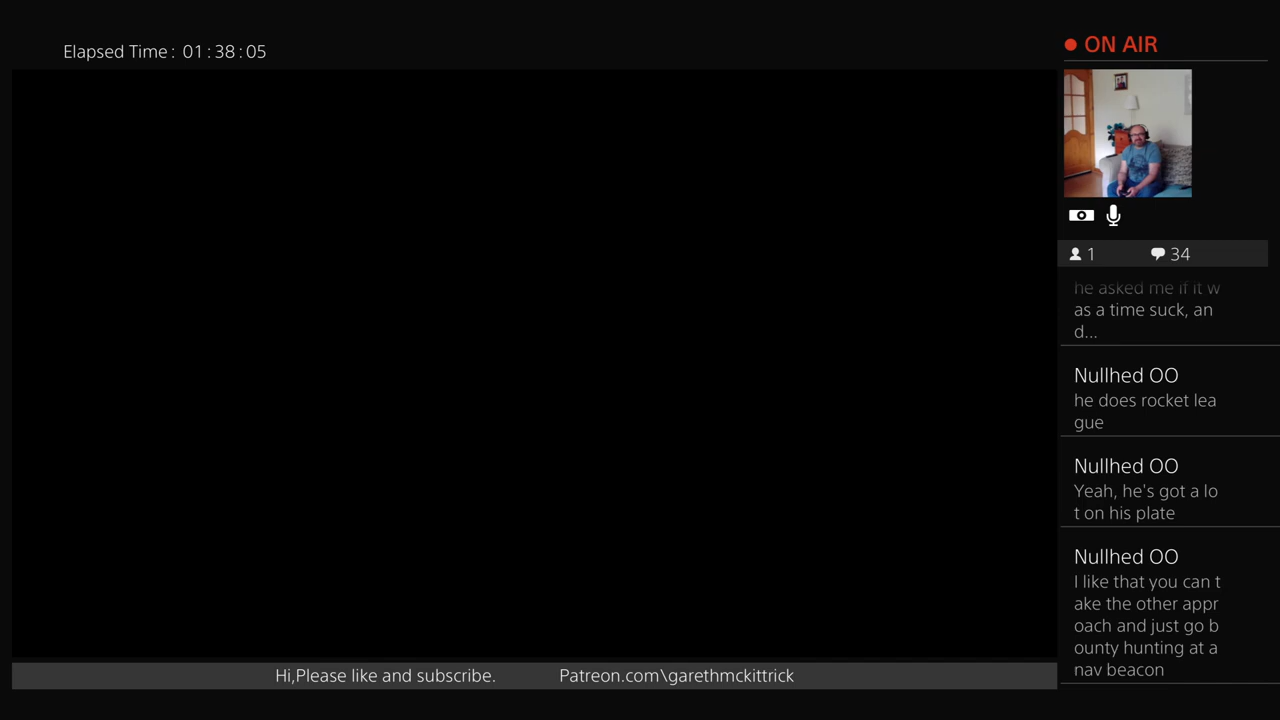 Elapsed Time : 01 : 38 : 05
ON AIR
1 34
he asked me if it w
as a time suck, an
d...
Nullhed OO
he does rocket lea
gue
Nullhed OO
Yeah, he's got a lo
t on his plate
Nullhed OO
I like that you can t
ake the other appr
oach and just go b
ounty hunting at a
nav beacon
Hi,Please like and subscribe. Patreon.com\garethmckittrick